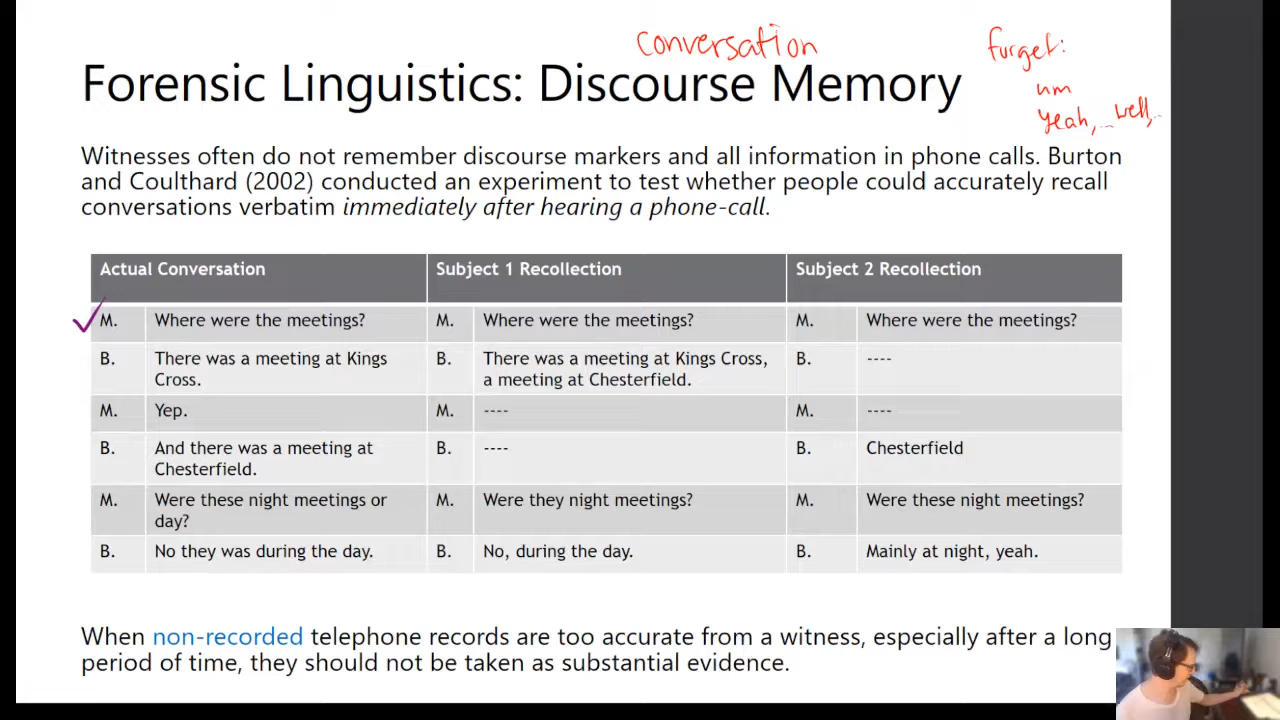 conversation
forget:
um
yeah, ... well, ..
Forensic Linguistics: Discourse Memory
Witnesses often do not remember discourse markers and all information in phone calls. Burton
and Coulthard (2002) conducted an experiment to test whether people could accurately recall
conversations verbatim immediately after hearing a phone-call.
Actual Conversation Subject 1 Recollection Subject 2 Recollection
M. Where were the meetings? M. Where were the meetings? M. Where were the meetings?
B. There was a meeting at Kings B. There was a meeting at Kings Cross, B. ----
Cross. a meeting at Chesterfield.
M. Yep. M. ---- M. ----
B. And there was a meeting at B. ---- B. Chesterfield
Chesterfield.
M. Were these night meetings or M. Were they night meetings? M. Were these night meetings?
day?
B. No they was during the day. B. No, during the day. B. Mainly at night, yeah.
When non-recorded telephone records are too accurate from a witness, especially after a long
period of time, they should not be taken as substantial evidence.